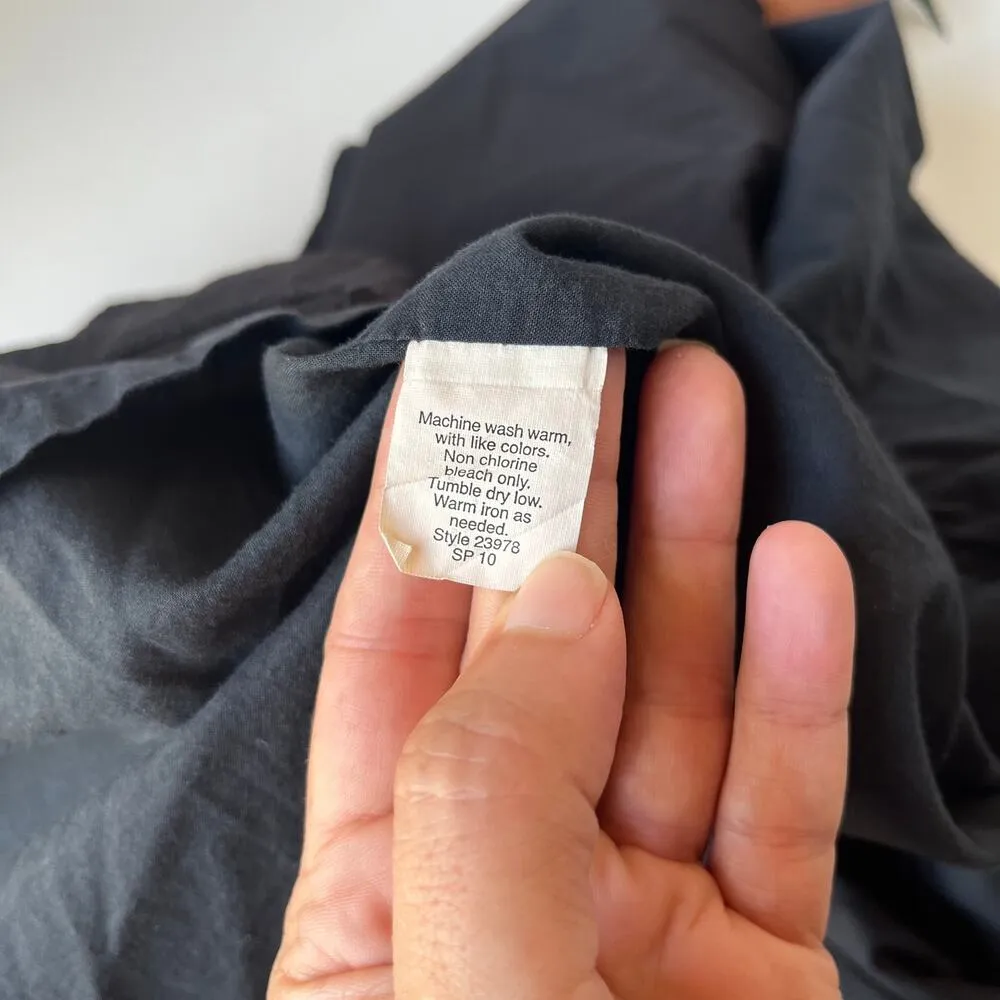 Machine wash warm,
with like colors.
Non chlorine
bleach only.
Tumble dry low.
Warm iron as
needed.
Style 23978
SP 10